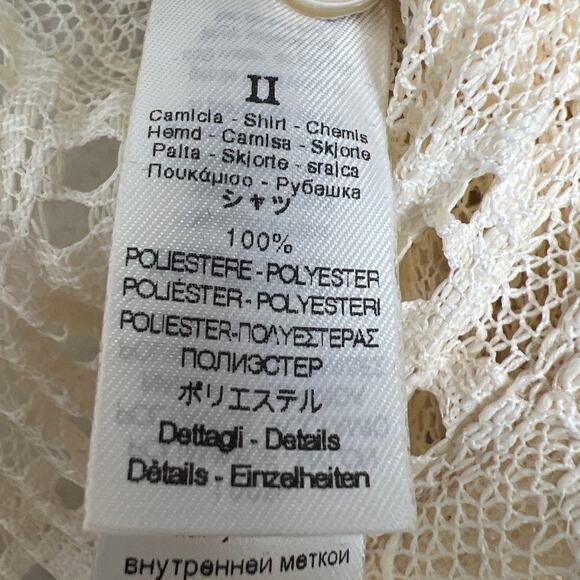 II
Camicia - Shirt - Chemis
Hemd - Camisa - Skjorte
Paita - Skjorte - srajca
Πουκάμισο - Рубашка
シャツ
100%
POLIESTERE - POLYESTER
POLIÉSTER - POLYESTERI
POLIESTER-ΠΟΛΥΕΣΤΕΡΑΣ
ПОЛИЭСТЕР
ポリエステル
Dettagli - Details
Détails - Einzelheiten
внутренней меткой